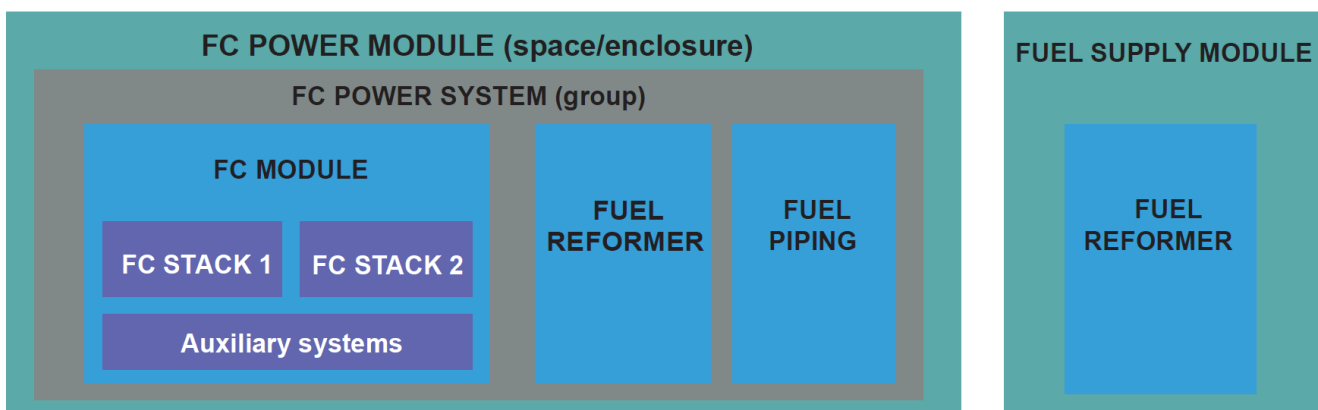 FC POWER MODULE (space/enclosure)
FC POWER SYSTEM (group)
FC MODULE
FC STACK 1
FC STACK 2
Auxiliary systems
FUEL
REFORMER
FUEL
PIPING
FUEL SUPPLY MODULE
FUEL
REFORMER